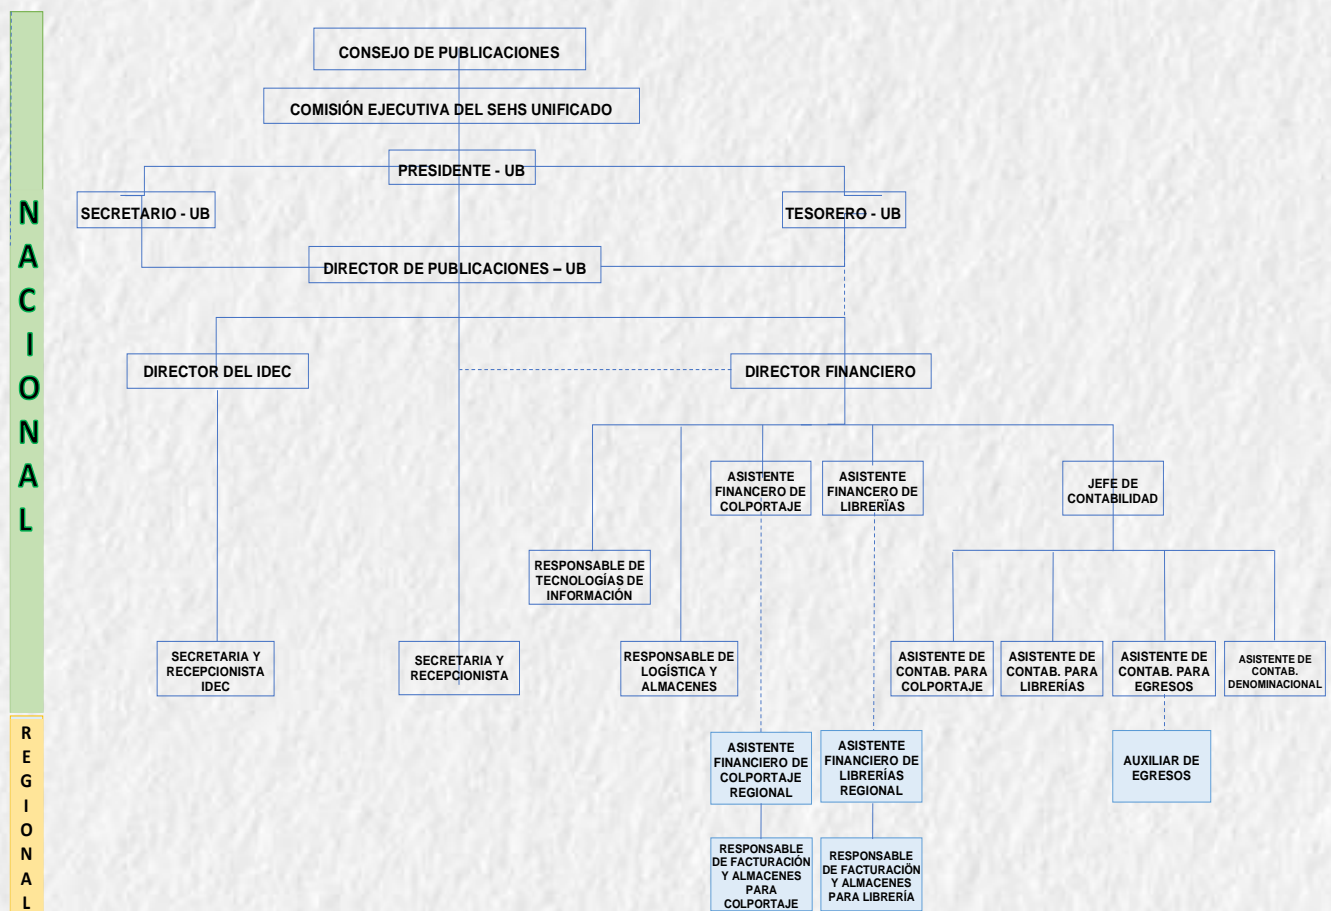 NACIONAL
CONSEJO DE PUBLICACIONES
COMISIÓN EJECUTIVA DEL SEHS UNIFICADO
PRESIDENTE - UB
SECRETARIO - UB
TESORERO - UB
DIRECTOR DE PUBLICACIONES – UB
DIRECTOR DEL IDEC
DIRECTOR FINANCIERO
ASISTENTE
FINANCERO DE
COLPORTAJE
ASISTENTE
FINANCERO DE
LIBRERÏAS
JEFE DE
CONTABILIDAD
RESPONSABLE DE
TECNOLOGÍAS DE
INFORMACIÓN
SECRETARIA Y
RECEPCIONISTA
IDEC
SECRETARIA Y
RECEPCIONISTA
RESPONSABLE DE
LOGÍSTICA Y
ALMACENES
ASISTENTE DE
CONTAB. PARA
COLPORTAJE
ASISTENTE DE
CONTAB. PARA
LIBRERÍAS
ASISTENTE DE
CONTAB. PARA
EGRESOS
ASISTENTE DE
CONTAB.
DENOMINACIONAL
REGIONAL
ASISTENTE
FINANCIERO DE
COLPORTAJE
REGIONAL
ASISTENTE
FINANCIERO DE
LIBRERÍAS
REGIONAL
AUXILIAR DE
EGRESOS
RESPONSABLE
DE FACTURACIÓN
Y ALMACENES
PARA
COLPORTAJE
RESPONSABLE
DE FACTURACIÖN
Y ALMACENES
PARA LIBRERÍA